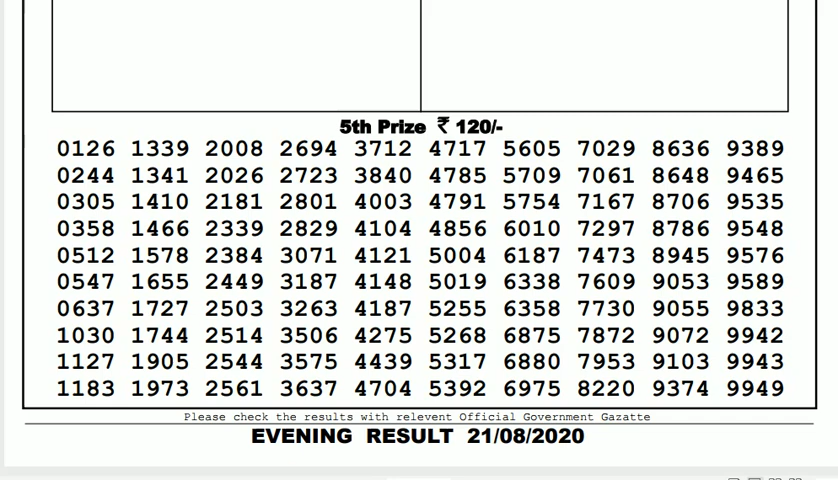 5th Prize ₹ 120/-
0126 1339 2008 2694 3712 4717 5605 7029 8636 9389
0244 1341 2026 2723 3840 4785 5709 7061 8648 9465
0305 1410 2181 2801 4003 4791 5754 7167 8706 9535
0358 1466 2339 2829 4104 4856 6010 7297 8786 9548
0512 1578 2384 3071 4121 5004 6187 7473 8945 9576
0547 1655 2449 3187 4148 5019 6338 7609 9053 9589
0637 1727 2503 3263 4187 5255 6358 7730 9055 9833
1030 1744 2514 3506 4275 5268 6875 7872 9072 9942
1127 1905 2544 3575 4439 5317 6880 7953 9103 9943
1183 1973 2561 3637 4704 5392 6975 8220 9374 9949
Please check the results with relevent Official Government Gazatte
EVENING RESULT 21/08/2020